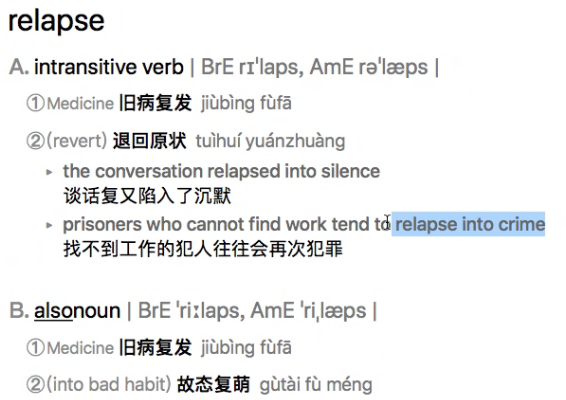 relapse
A. intransitive verb | BrE rɪˈlaps, AmE rəˈlæps |
①Medicine 旧病复发 jiùbìng fùfā
②(revert) 退回原状 tuìhuí yuánzhuàng
▸ the conversation relapsed into silence
谈话复又陷入了沉默
▸ prisoners who cannot find work tend to relapse into crime
找不到工作的犯人往往会再次犯罪
B. alsonoun | BrE ˈriːlaps, AmE ˈriˌlæps |
①Medicine 旧病复发 jiùbìng fùfā
②(into bad habit) 故态复萌 gùtài fù méng